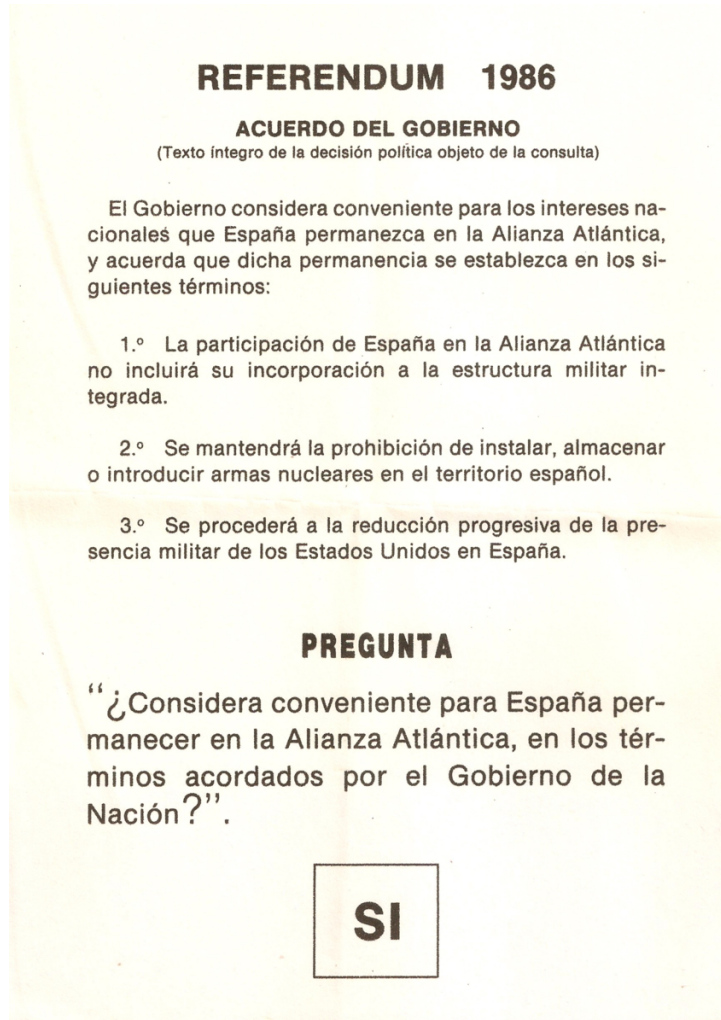 REFERENDUM 1986
ACUERDO DEL GOBIERNO
(Texto íntegro de la decisión política objeto de la consulta)
El Gobierno considera conveniente para los intereses na-
cionales que España permanezca en la Alianza Atlántica,
y acuerda que dicha permanencia se establezca en los si-
guientes términos:
1.º La participación de España en la Alianza Atlántica
no incluirá su incorporación a la estructura militar in-
tegrada.
2.º Se mantendrá la prohibición de instalar, almacenar
o introducir armas nucleares en el territorio español.
3.º Se procederá a la reducción progresiva de la pre-
sencia militar de los Estados Unidos en España.
PREGUNTA
“¿Considera conveniente para España per-
manecer en la Alianza Atlántica, en los tér-
minos acordados por el Gobierno de la
Nación?”.
SI